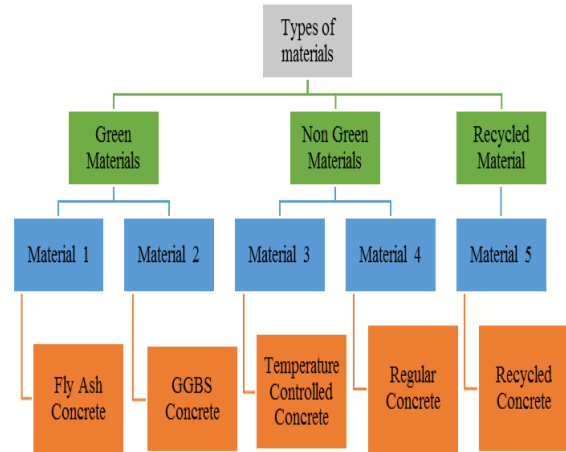 Types of
materials
Green
Materials
Non Green
Materials
Recycled
Material
Material 1
Material 2
Material 3
Material 4
Material 5
Fly Ash
Concrete
GGBS
Concrete
Temperature
Controlled
Concrete
Regular
Concrete
Recycled
Concrete